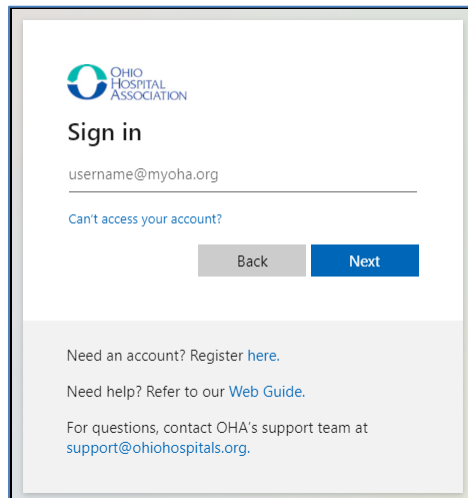 OHIO
HOSPITAL
ASSOCIATION
Sign in
username@myoha.org
Can't access your account?
Back Next
Need an account? Register here.
Need help? Refer to our Web Guide.
For questions, contact OHA's support team at
support@ohiohospitals.org.